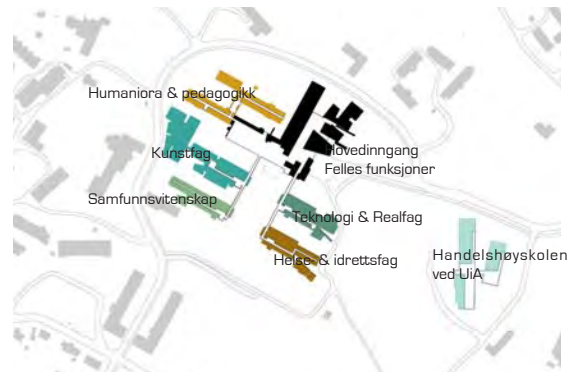 Humaniora & pedagogikk
Kunstfag
Hovedinngang
Felles funksjoner
Samfunnsvitenskap
Teknologi & Realfag
Helse- & idrettsfag
Handelshøyskolen
ved UiA